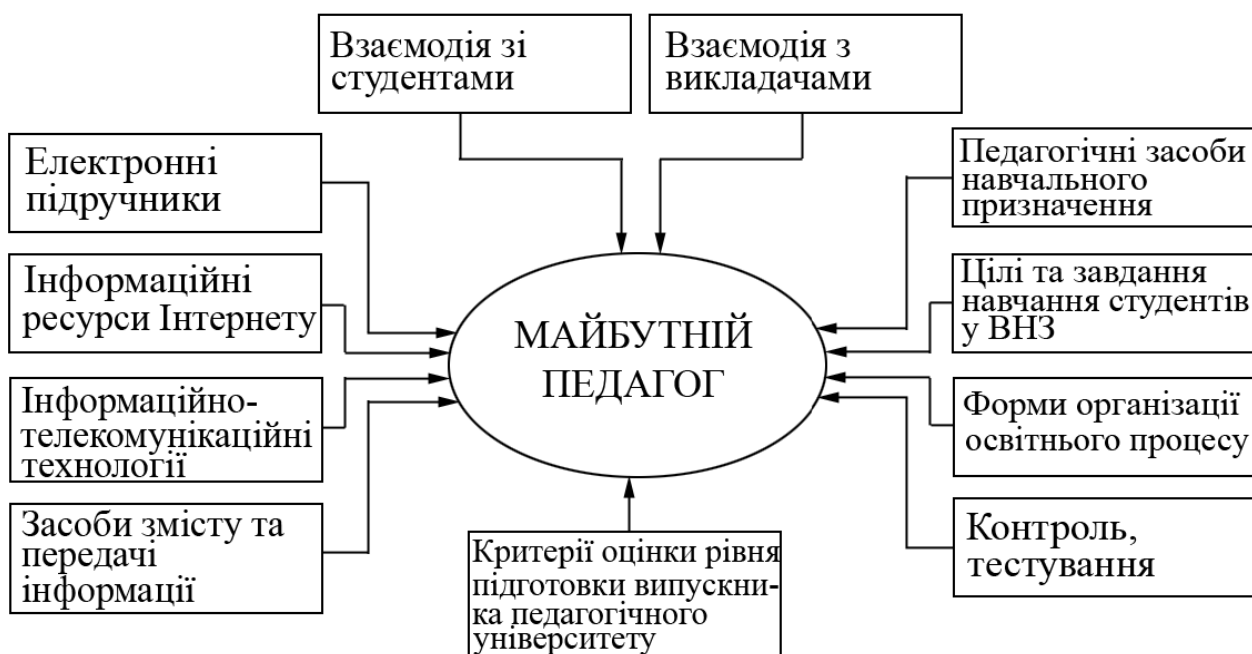 Взаємодія зі
студентами
Взаємодія з
викладачами
Електронні
підручники
Інформаційні
ресурси Інтернету
Інформаційно-
телекомунікаційні
технології
Засоби змісту та
передачі
інформації
МАЙБУТНІЙ
ПЕДАГОГ
Критерії оцінки рівня
підготовки випускни-
ка педагогічного
університету
Педагогічні засоби
навчального
призначення
Цілі та завдання
навчання студентів
у ВНЗ
Форми організації
освітнього процесу
Контроль,
тестування